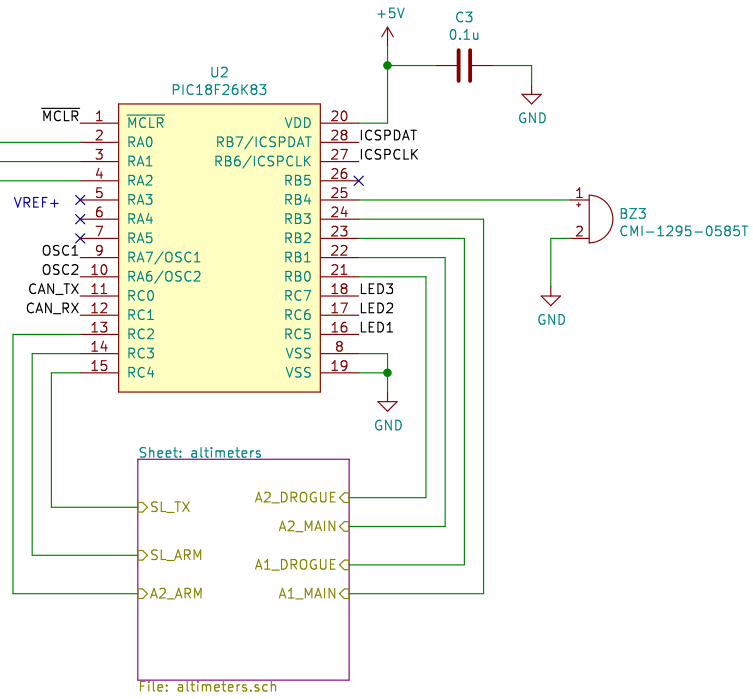 +5V
C3
0.1u
GND
U2
PIC18F26K83
MCLR 1 MCLR VDD 20
2 RA0 RB7/ICSPDAT 28 ICSPDAT
3 RA1 RB6/ICSPCLK 27 ICSPCLK
4 RA2 RB5 26
VREF+ 5 RA3 RB4 25
6 RA4 RB3 24
7 RA5 RB2 23
OSC1 9 RA7/OSC1 RB1 22
OSC2 10 RA6/OSC2 RB0 21
CAN_TX 11 RC0 RC7 18 LED3
CAN_RX 12 RC1 RC6 17 LED2
13 RC2 RC5 16 LED1
14 RC3 VSS 8
15 RC4 VSS 19
GND
1
+
2
BZ3
CMI-1295-0585T
GND
Sheet: altimeters
SL_TX A2_DROGUE
A2_MAIN
SL_ARM A1_DROGUE
A2_ARM A1_MAIN
File: altimeters.sch